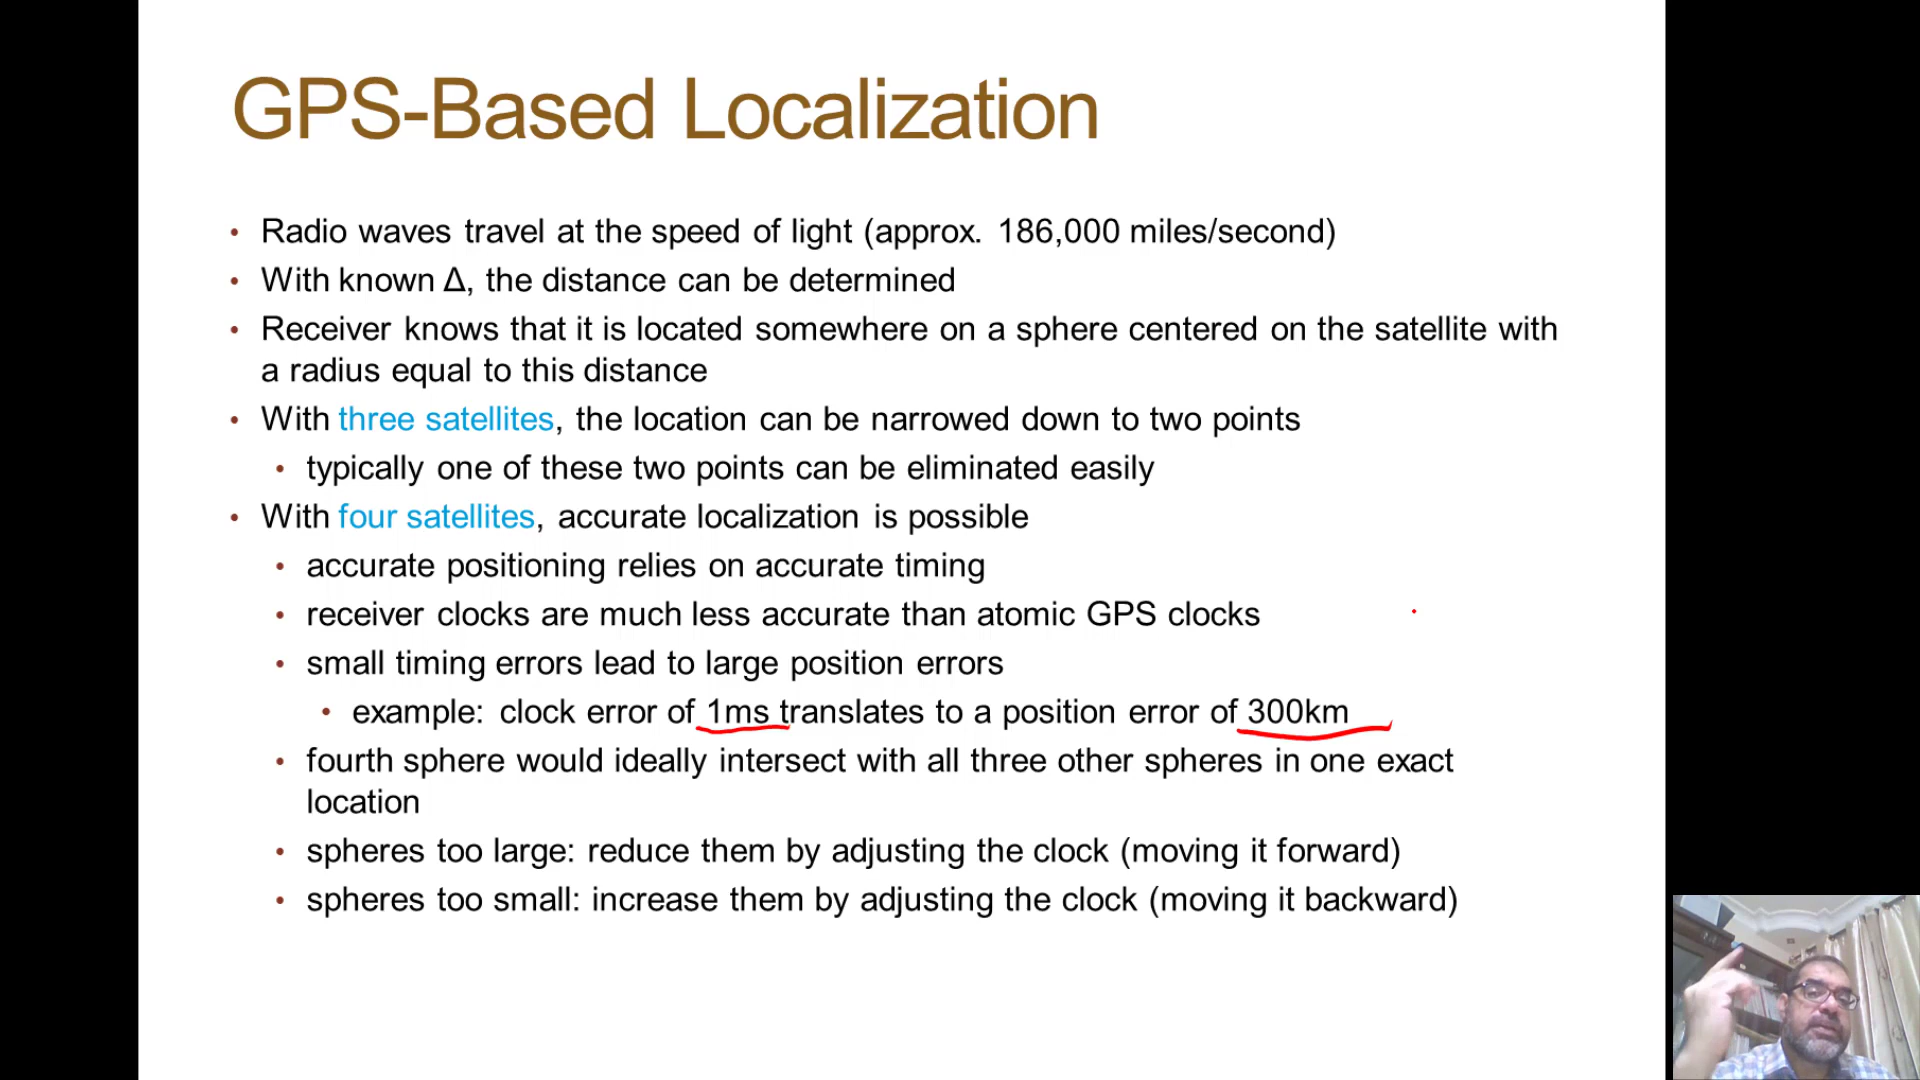 GPS-Based Localization
• Radio waves travel at the speed of light (approx. 186,000 miles/second)
• With known Δ, the distance can be determined
• Receiver knows that it is located somewhere on a sphere centered on the satellite with
a radius equal to this distance
• With three satellites, the location can be narrowed down to two points
• typically one of these two points can be eliminated easily
• With four satellites, accurate localization is possible
• accurate positioning relies on accurate timing
• receiver clocks are much less accurate than atomic GPS clocks
• small timing errors lead to large position errors
• example: clock error of 1ms translates to a position error of 300km
• fourth sphere would ideally intersect with all three other spheres in one exact
location
• spheres too large: reduce them by adjusting the clock (moving it forward)
• spheres too small: increase them by adjusting the clock (moving it backward)